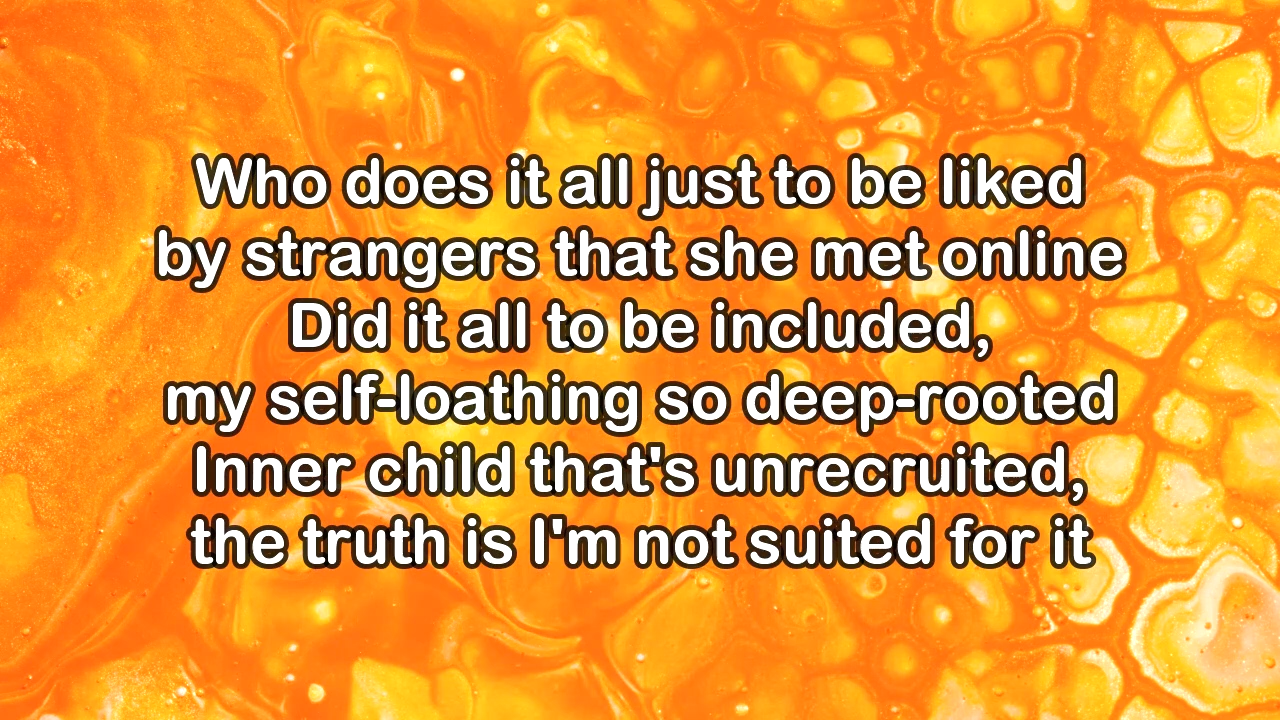 Who does it all just to be liked
by strangers that she met online
Did it all to be included,
my self-loathing so deep-rooted
Inner child that's unrecruited,
the truth is I'm not suited for it